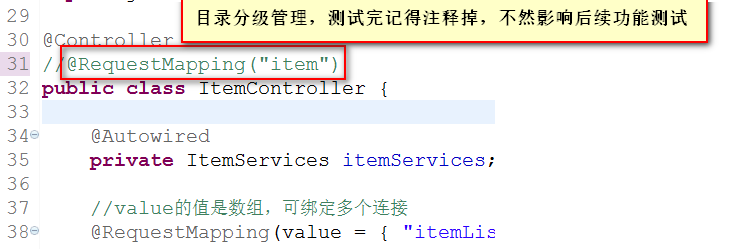 目录分级管理，测试完记得注释掉，不然影响后续功能测试
29
30 @Controller
31 //@RequestMapping("item")
32 public class ItemController {
33
34 @Autowired
35 private ItemServices itemServices;
36
37 //value的值是数组，可绑定多个连接
38 @RequestMapping(value = { "itemLis